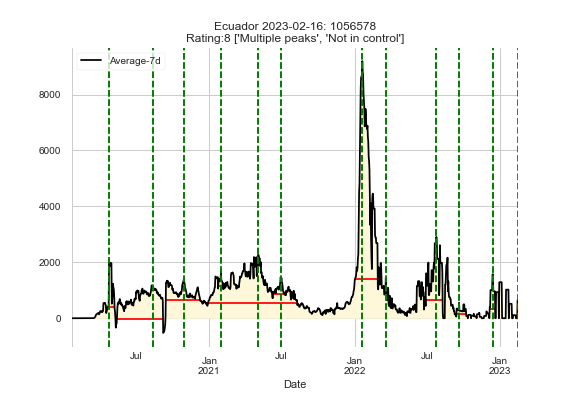 Ecuador 2023-02-16: 1056578
Rating:8 ['Multiple peaks', 'Not in control']
Average-7d
8000
6000
4000
2000
0
Jul
Jan
2021
Jul
Jan
2022
Jul
Jan
2023
Date